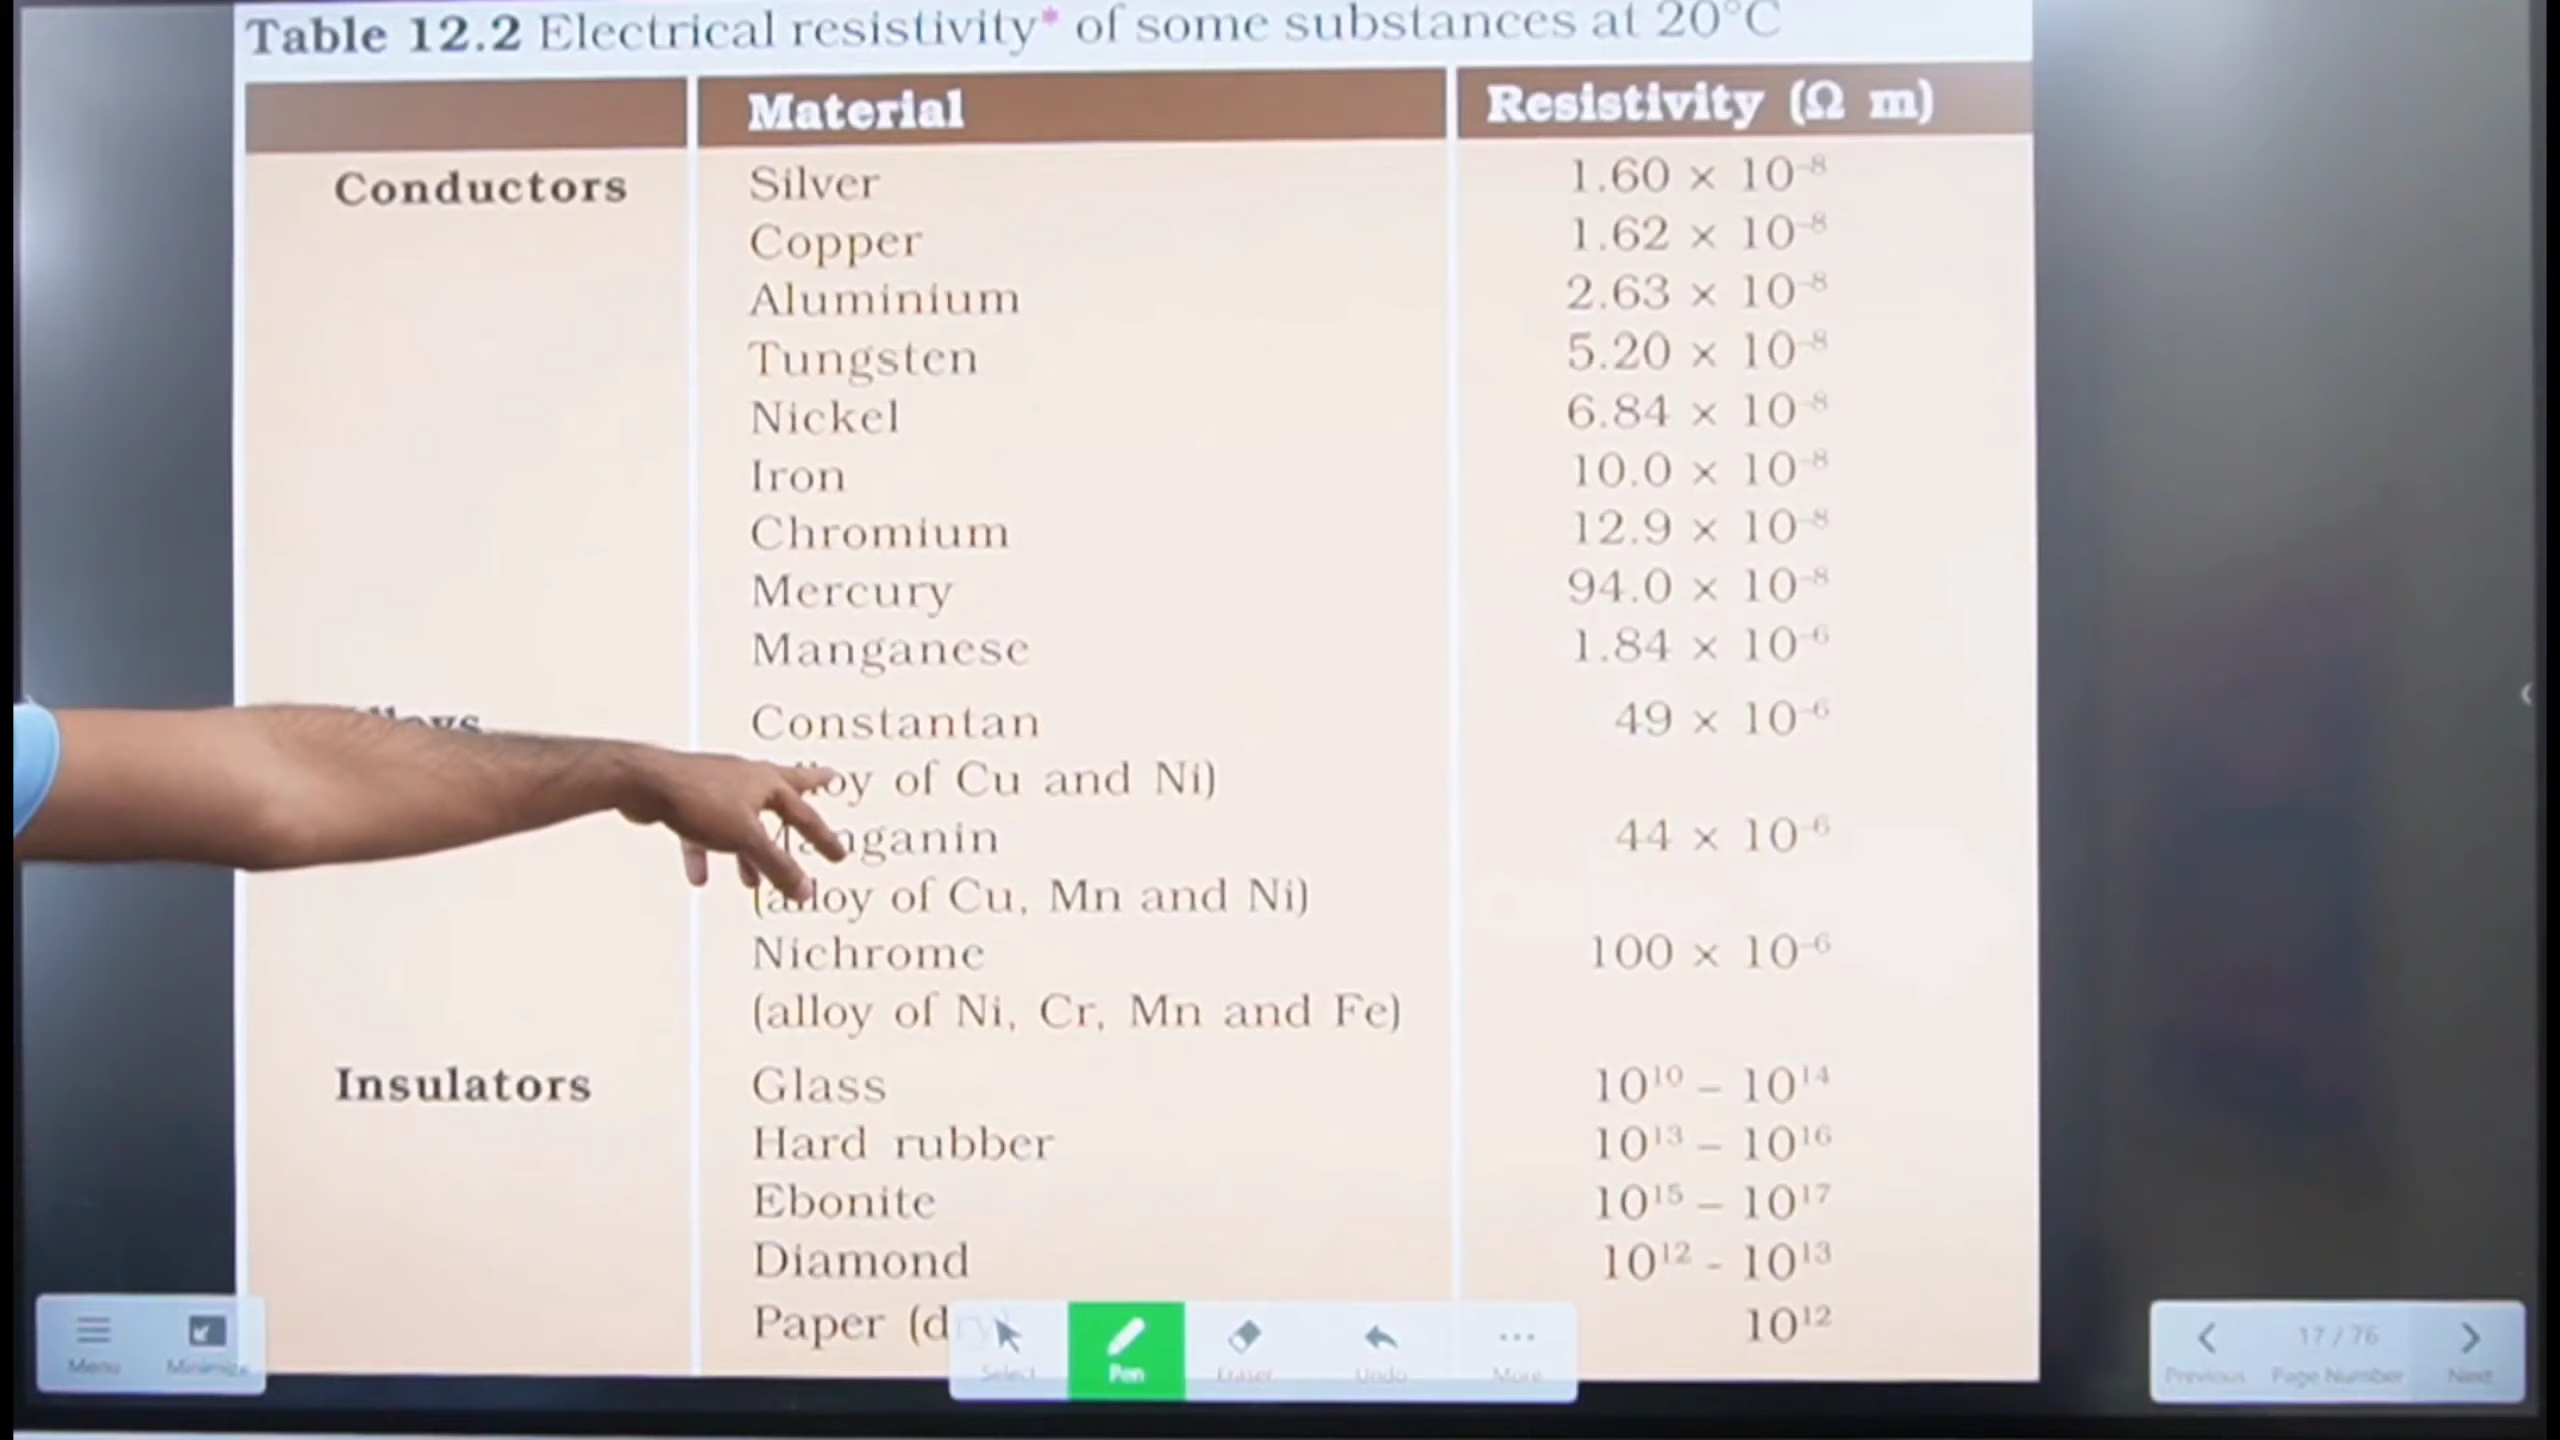 Table 12.2 Electrical resistivity* of some substances at 20°C
Material Resistivity (Ω m)
Conductors Silver 1.60 × 10⁻⁸
Copper 1.62 × 10⁻⁸
Aluminium 2.63 × 10⁻⁸
Tungsten 5.20 × 10⁻⁸
Nickel 6.84 × 10⁻⁸
Iron 10.0 × 10⁻⁸
Chromium 12.9 × 10⁻⁸
Mercury 94.0 × 10⁻⁸
Manganese 1.84 × 10⁻⁶
Constantan 49 × 10⁻⁶
of Cu and Ni)
Manganin 44 × 10⁻⁶
(alloy of Cu, Mn and Ni)
Nichrome 100 × 10⁻⁶
(alloy of Ni, Cr, Mn and Fe)
Insulators Glass 10¹⁰ – 10¹⁴
Hard rubber 10¹³ – 10¹⁶
Ebonite 10¹⁵ – 10¹⁷
Diamond 10¹² - 10¹³
Paper 10¹²
17 / 76
Menu Minimize Select Pen Eraser Undo More Previous Page Number Next